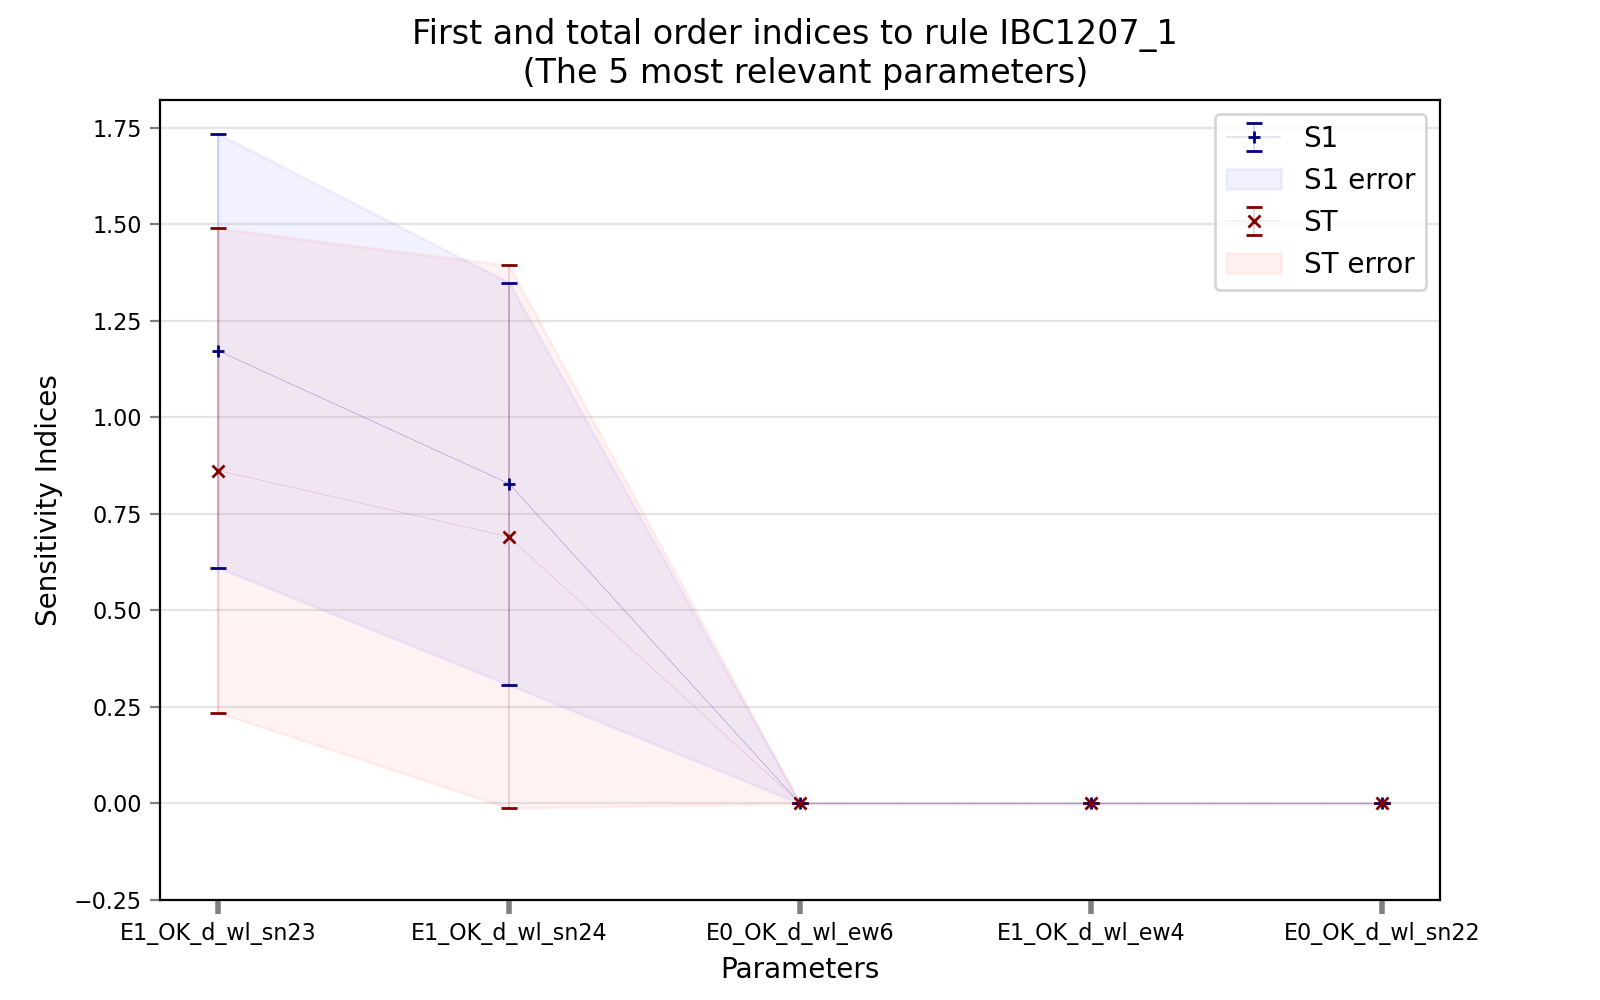 First and total order indices to rule IBC1207_1
(The 5 most relevant parameters)
S1
S1 error
ST
ST error
Sensitivity Indices
1.75
1.50
1.25
1.00
0.75
0.50
0.25
0.00
−0.25
E1_OK_d_wl_sn23
E1_OK_d_wl_sn24
E0_OK_d_wl_ew6
E1_OK_d_wl_ew4
E0_OK_d_wl_sn22
Parameters